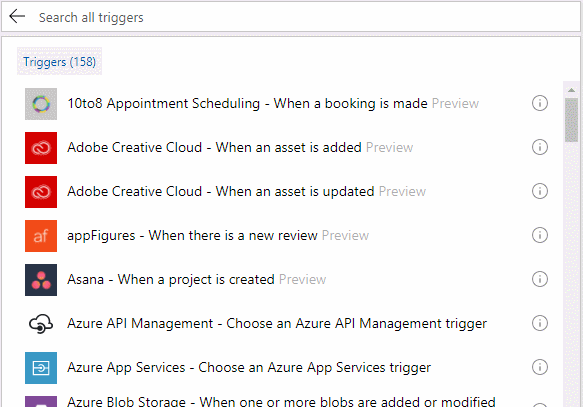 Search all triggers
Triggers (158)
10to8 Appointment Scheduling - When a booking is made Preview
Adobe Creative Cloud - When an asset is added Preview
Adobe Creative Cloud - When an asset is updated Preview
af appFigures - When there is a new review Preview
Asana - When a project is created Preview
Azure API Management - Choose an Azure API Management trigger
Azure App Services - Choose an Azure App Services trigger
Azure Blob Storage - When one or more blobs are added or modified